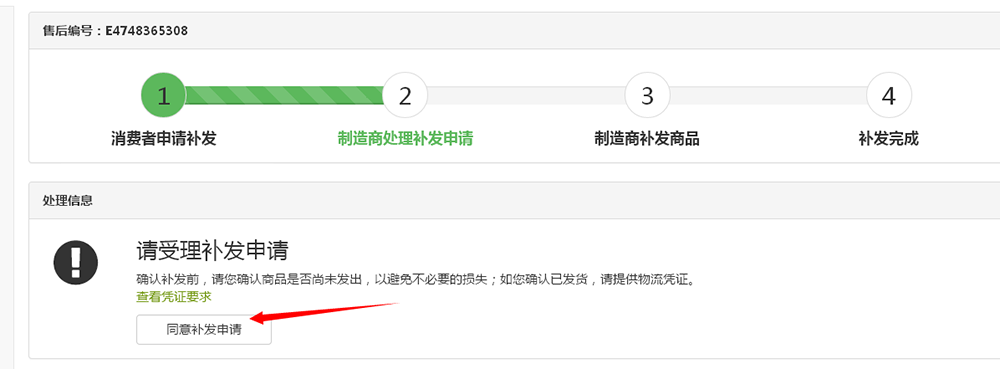 售后编号：E4748365308
1 2 3 4
消费者申请补发 制造商处理补发申请 制造商补发商品 补发完成
处理信息
请受理补发申请
确认补发前，请您确认商品是否尚未发出，以避免不必要的损失；如您确认已发货，请提供物流凭证。
查看凭证要求
同意补发申请